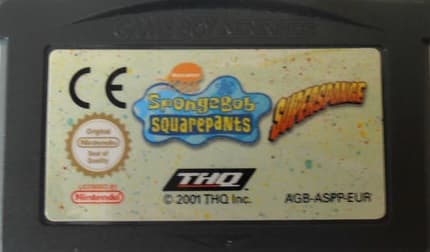 GAME BOY ADVANCE
CE
NICKELODEON
SpongeBob
SQUAREPANTS
SUPERSPONGE
Original
Nintendo
Seal of
Quality
LICENSED BY
Nintendo
THQ
© 2001 THQ Inc.
AGB-ASPP-EUR